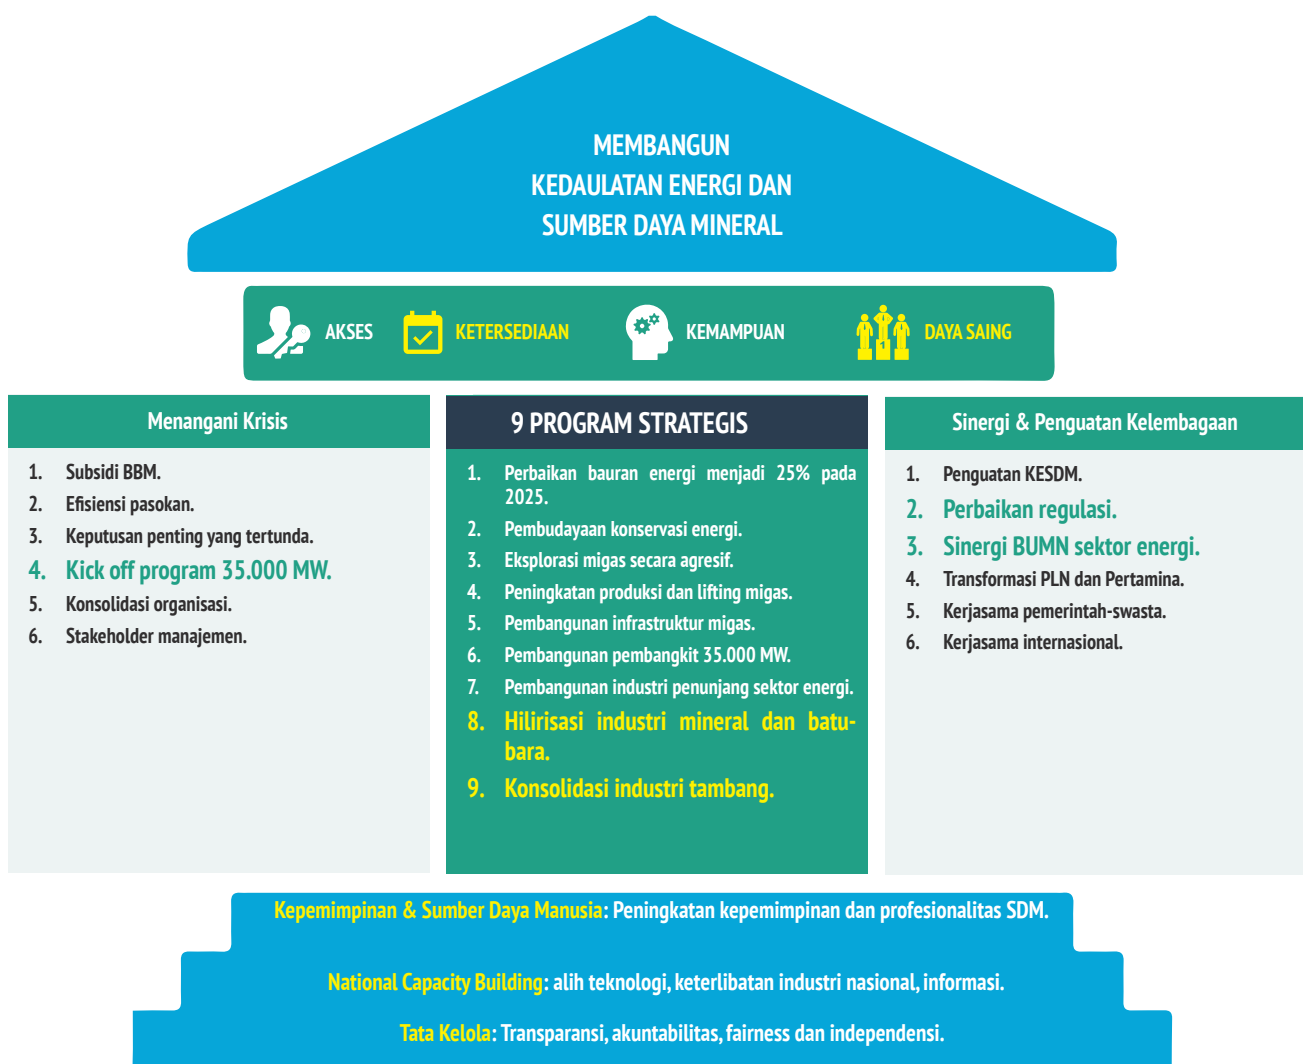 MEMBANGUN
KEDAULATAN ENERGI DAN
SUMBER DAYA MINERAL
AKSES
KETERSEDIAAN
KEMAMPUAN
1
DAYA SAING
Menangani Krisis
1. Subsidi BBM.
2. Efisiensi pasokan.
3. Keputusan penting yang tertunda.
4. Kick off program 35.000 MW.
5. Konsolidasi organisasi.
6. Stakeholder manajemen.
9 PROGRAM STRATEGIS
1. Perbaikan bauran energi menjadi 25% pada
2025.
2. Pembudayaan konservasi energi.
3. Eksplorasi migas secara agresif.
4. Peningkatan produksi dan lifting migas.
5. Pembangunan infrastruktur migas.
6. Pembangunan pembangkit 35.000 MW.
7. Pembangunan industri penunjang sektor energi.
8. Hilirisasi industri mineral dan batu-
bara.
9. Konsolidasi industri tambang.
Sinergi & Penguatan Kelembagaan
1. Penguatan KESDM.
2. Perbaikan regulasi.
3. Sinergi BUMN sektor energi.
4. Transformasi PLN dan Pertamina.
5. Kerjasama pemerintah-swasta.
6. Kerjasama internasional.
Kepemimpinan & Sumber Daya Manusia: Peningkatan kepemimpinan dan profesionalitas SDM.
National Capacity Building: alih teknologi, keterlibatan industri nasional, informasi.
Tata Kelola: Transparansi, akuntabilitas, fairness dan independensi.